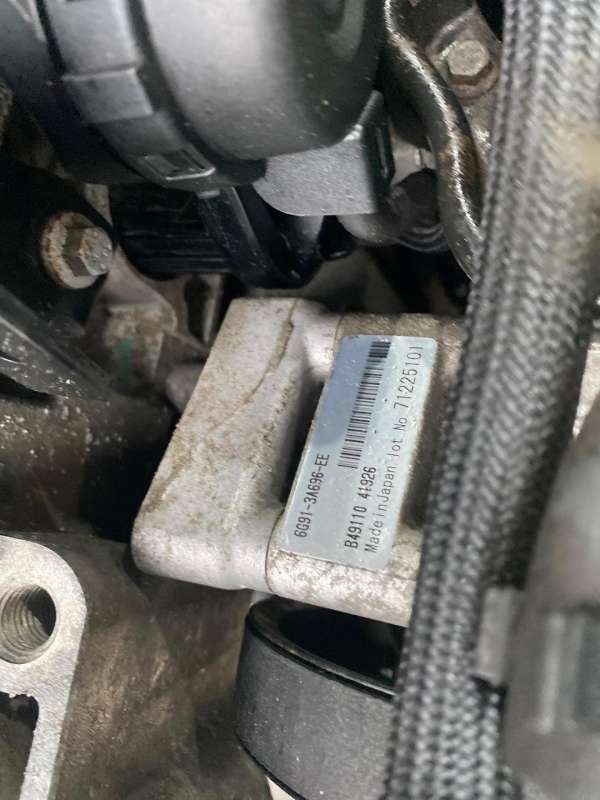 6G91-3A696-EE
B49110 41926
Made in Japan lot No 71225101